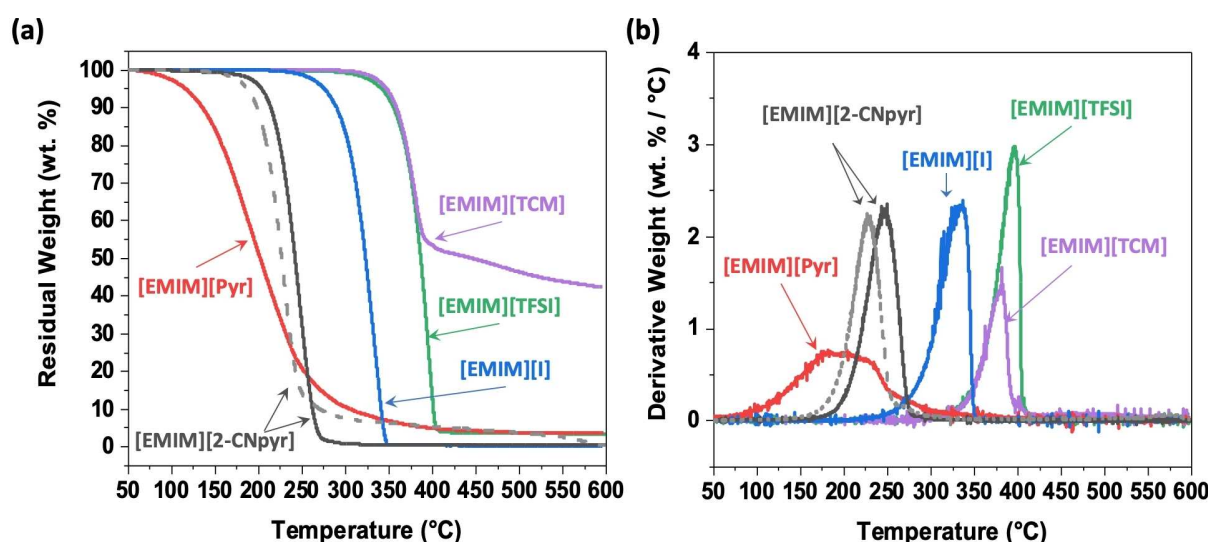 (a)
Residual Weight (wt. %)
100
90
80
70
60
50
40
30
20
10
0
[EMIM][TCM]
[EMIM][Pyr]
[EMIM][TFSI]
[EMIM][I]
[EMIM][2-CNpyr]
50 100 150 200 250 300 350 400 450 500 550 600
Temperature (°C)
(b)
Derivative Weight (wt. % / °C)
4
3
2
1
0
[EMIM][2-CNpyr]
[EMIM][TFSI]
[EMIM][I]
[EMIM][TCM]
[EMIM][Pyr]
50 100 150 200 250 300 350 400 450 500 550 600
Temperature (°C)